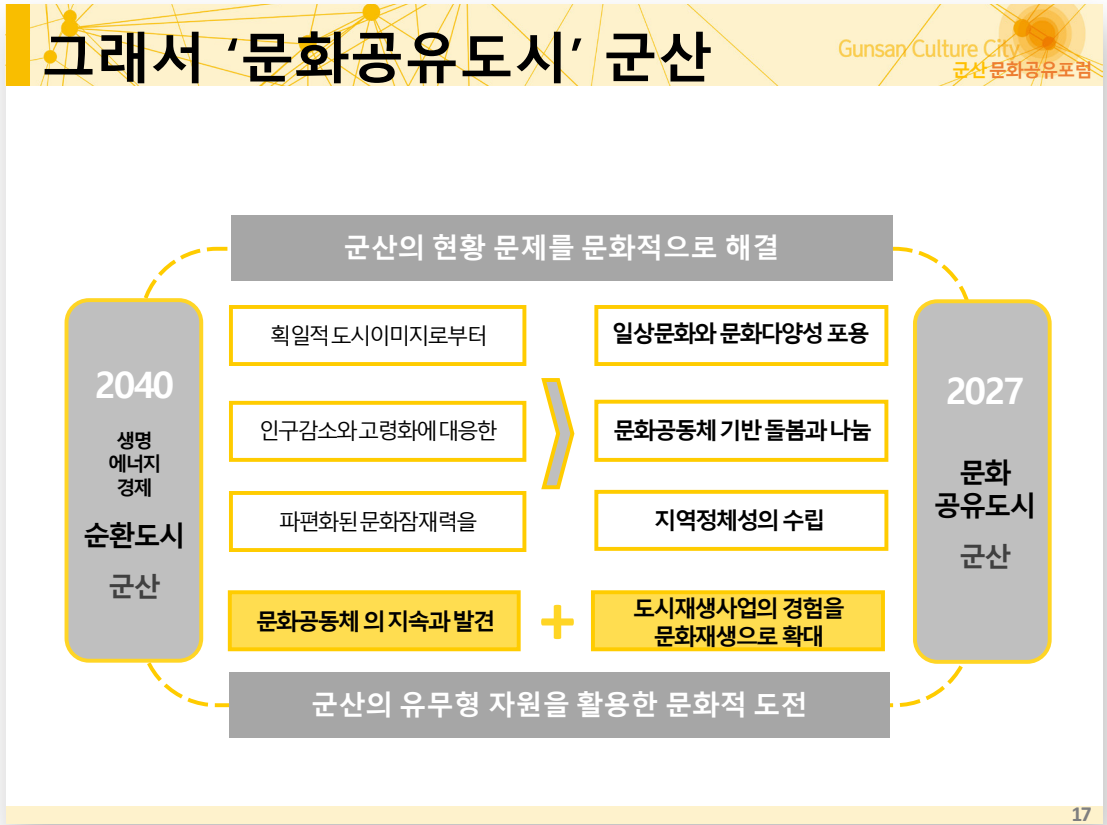 그래서 ‘문화공유도시’ 군산
Gunsan Culture City
군산 문화공유포럼
군산의 현황 문제를 문화적으로 해결
2040
생명
에너지
경제
순환도시
군산
획일적 도시이미지로부터
일상문화와 문화다양성 포용
인구감소와 고령화에 대응한
문화공동체 기반 돌봄과 나눔
파편화된 문화잠재력을
지역정체성의 수립
문화공동체 의 지속과 발견
+
도시재생사업의 경험을
문화재생으로 확대
2027
문화
공유도시
군산
군산의 유무형 자원을 활용한 문화적 도전
17